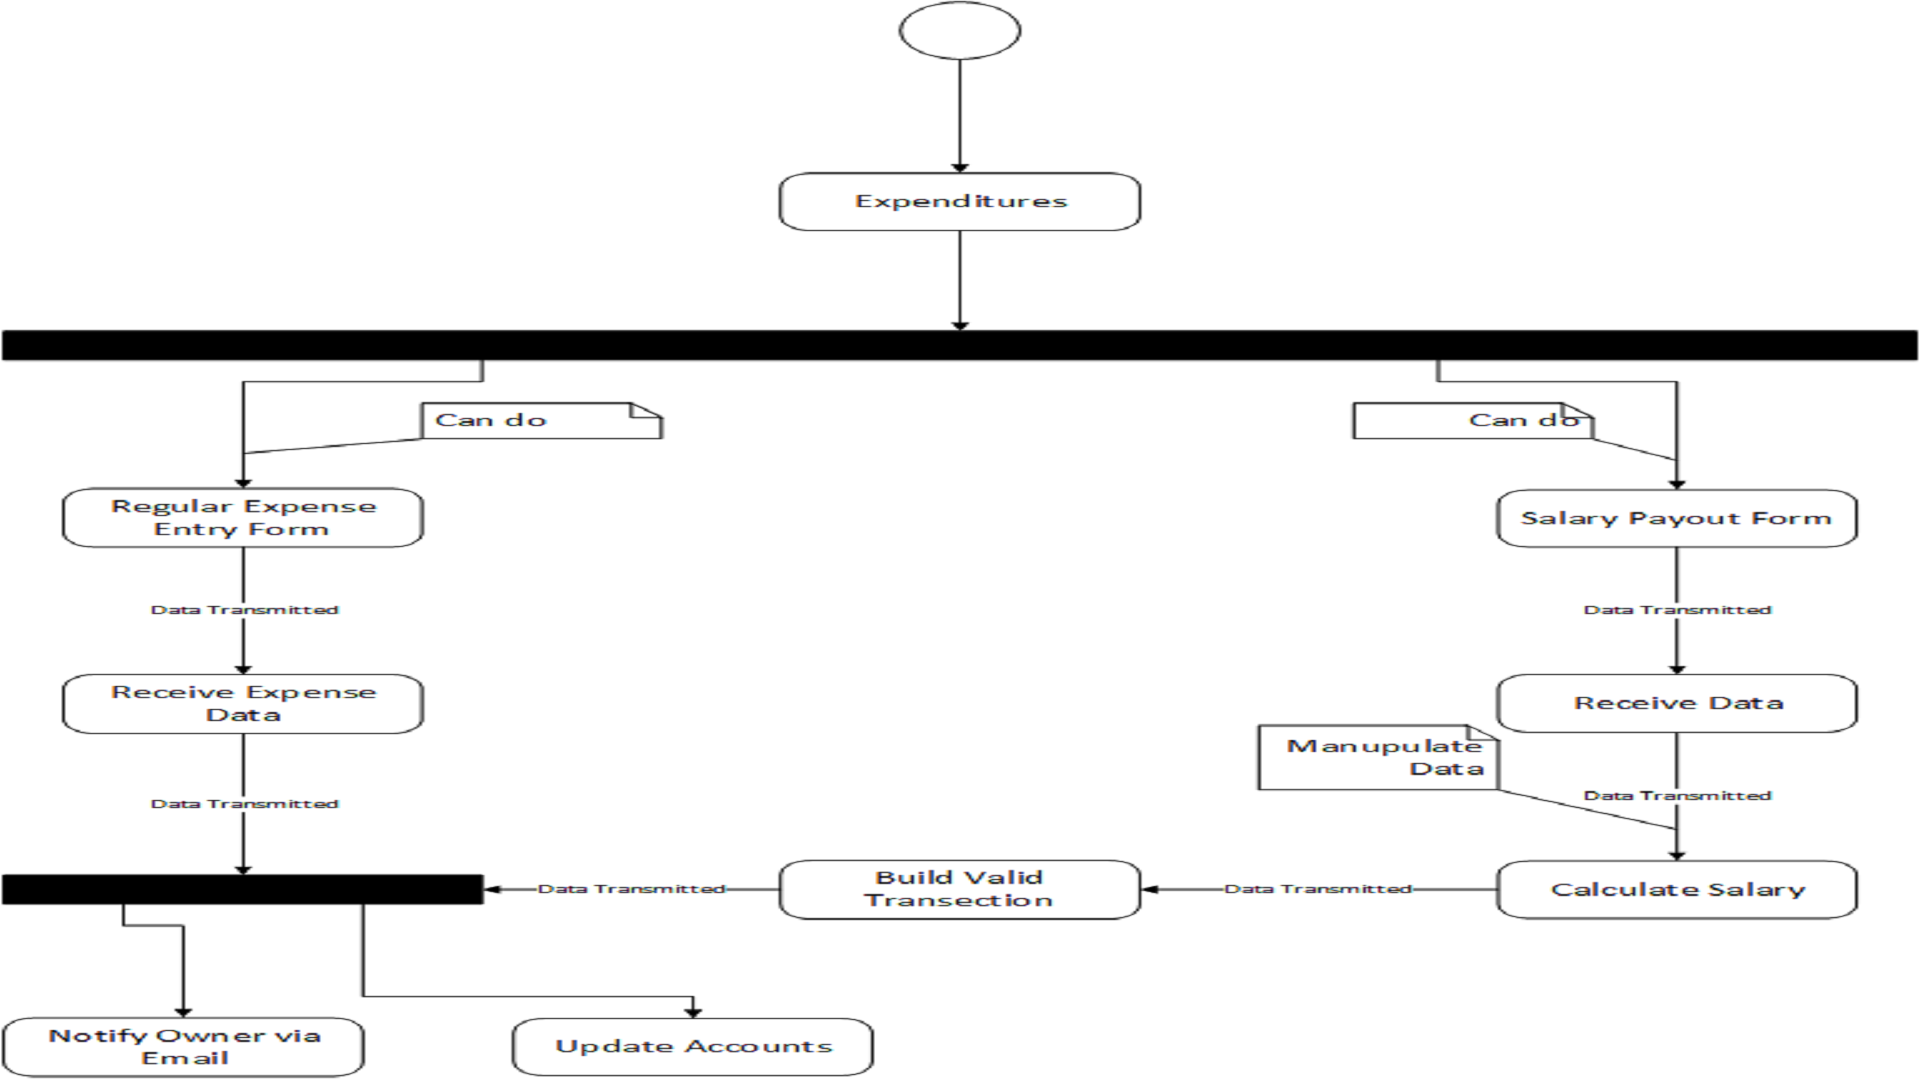 Expenditures
Can do
Can do
Regular Expense
Entry Form
Salary Payout Form
Data Transmitted
Data Transmitted
Receive Expense
Data
Receive Data
Manupulate
Data
Data Transmitted
Data Transmitted
Build Valid
Transection
Data Transmitted
Data Transmitted
Calculate Salary
Notify Owner via
Email
Update Accounts